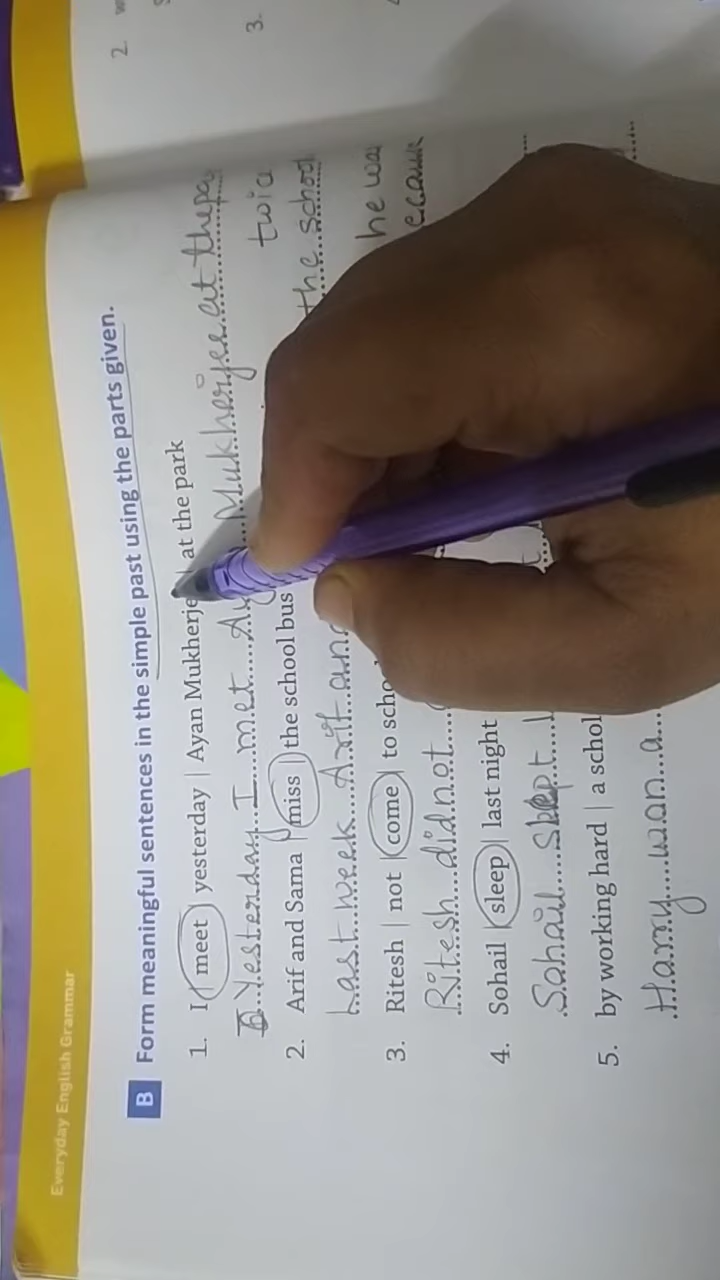 Everyday English Grammar
B Form meaningful sentences in the simple past using the parts given.
1. I | meet | yesterday | Ayan Mukherje | at the park
Yesterday I met Mukherjee at the
2. Arif and Sama | miss | the school bus twice
Last week Arif and the school
3. Ritesh | not | come | to he was
Ritesh did not
4. Sohail | sleep | last night
Sohail slept
5. by working hard | a
Harry won a
2.
3.